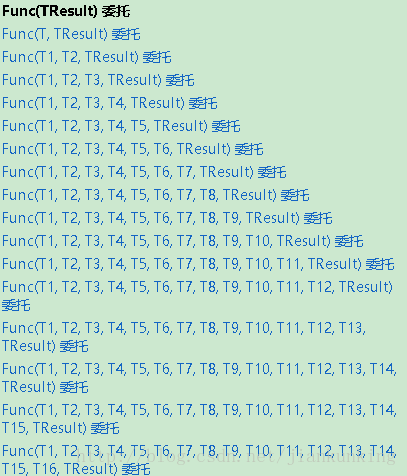 Func(TResult) 委托
Func(T, TResult) 委托
Func(T1, T2, TResult) 委托
Func(T1, T2, T3, TResult) 委托
Func(T1, T2, T3, T4, TResult) 委托
Func(T1, T2, T3, T4, T5, TResult) 委托
Func(T1, T2, T3, T4, T5, T6, TResult) 委托
Func(T1, T2, T3, T4, T5, T6, T7, TResult) 委托
Func(T1, T2, T3, T4, T5, T6, T7, T8, TResult) 委托
Func(T1, T2, T3, T4, T5, T6, T7, T8, T9, TResult) 委托
Func(T1, T2, T3, T4, T5, T6, T7, T8, T9, T10, TResult) 委托
Func(T1, T2, T3, T4, T5, T6, T7, T8, T9, T10, T11, TResult) 委托
Func(T1, T2, T3, T4, T5, T6, T7, T8, T9, T10, T11, T12, TResult)
委托
Func(T1, T2, T3, T4, T5, T6, T7, T8, T9, T10, T11, T12, T13,
TResult) 委托
Func(T1, T2, T3, T4, T5, T6, T7, T8, T9, T10, T11, T12, T13, T14,
TResult) 委托
Func(T1, T2, T3, T4, T5, T6, T7, T8, T9, T10, T11, T12, T13, T14,
T15, TResult) 委托
Func(T1, T2, T3, T4, T5, T6, T7, T8, T9, T10, T11, T12, T13, T14,
T15, T16, TResult) 委托